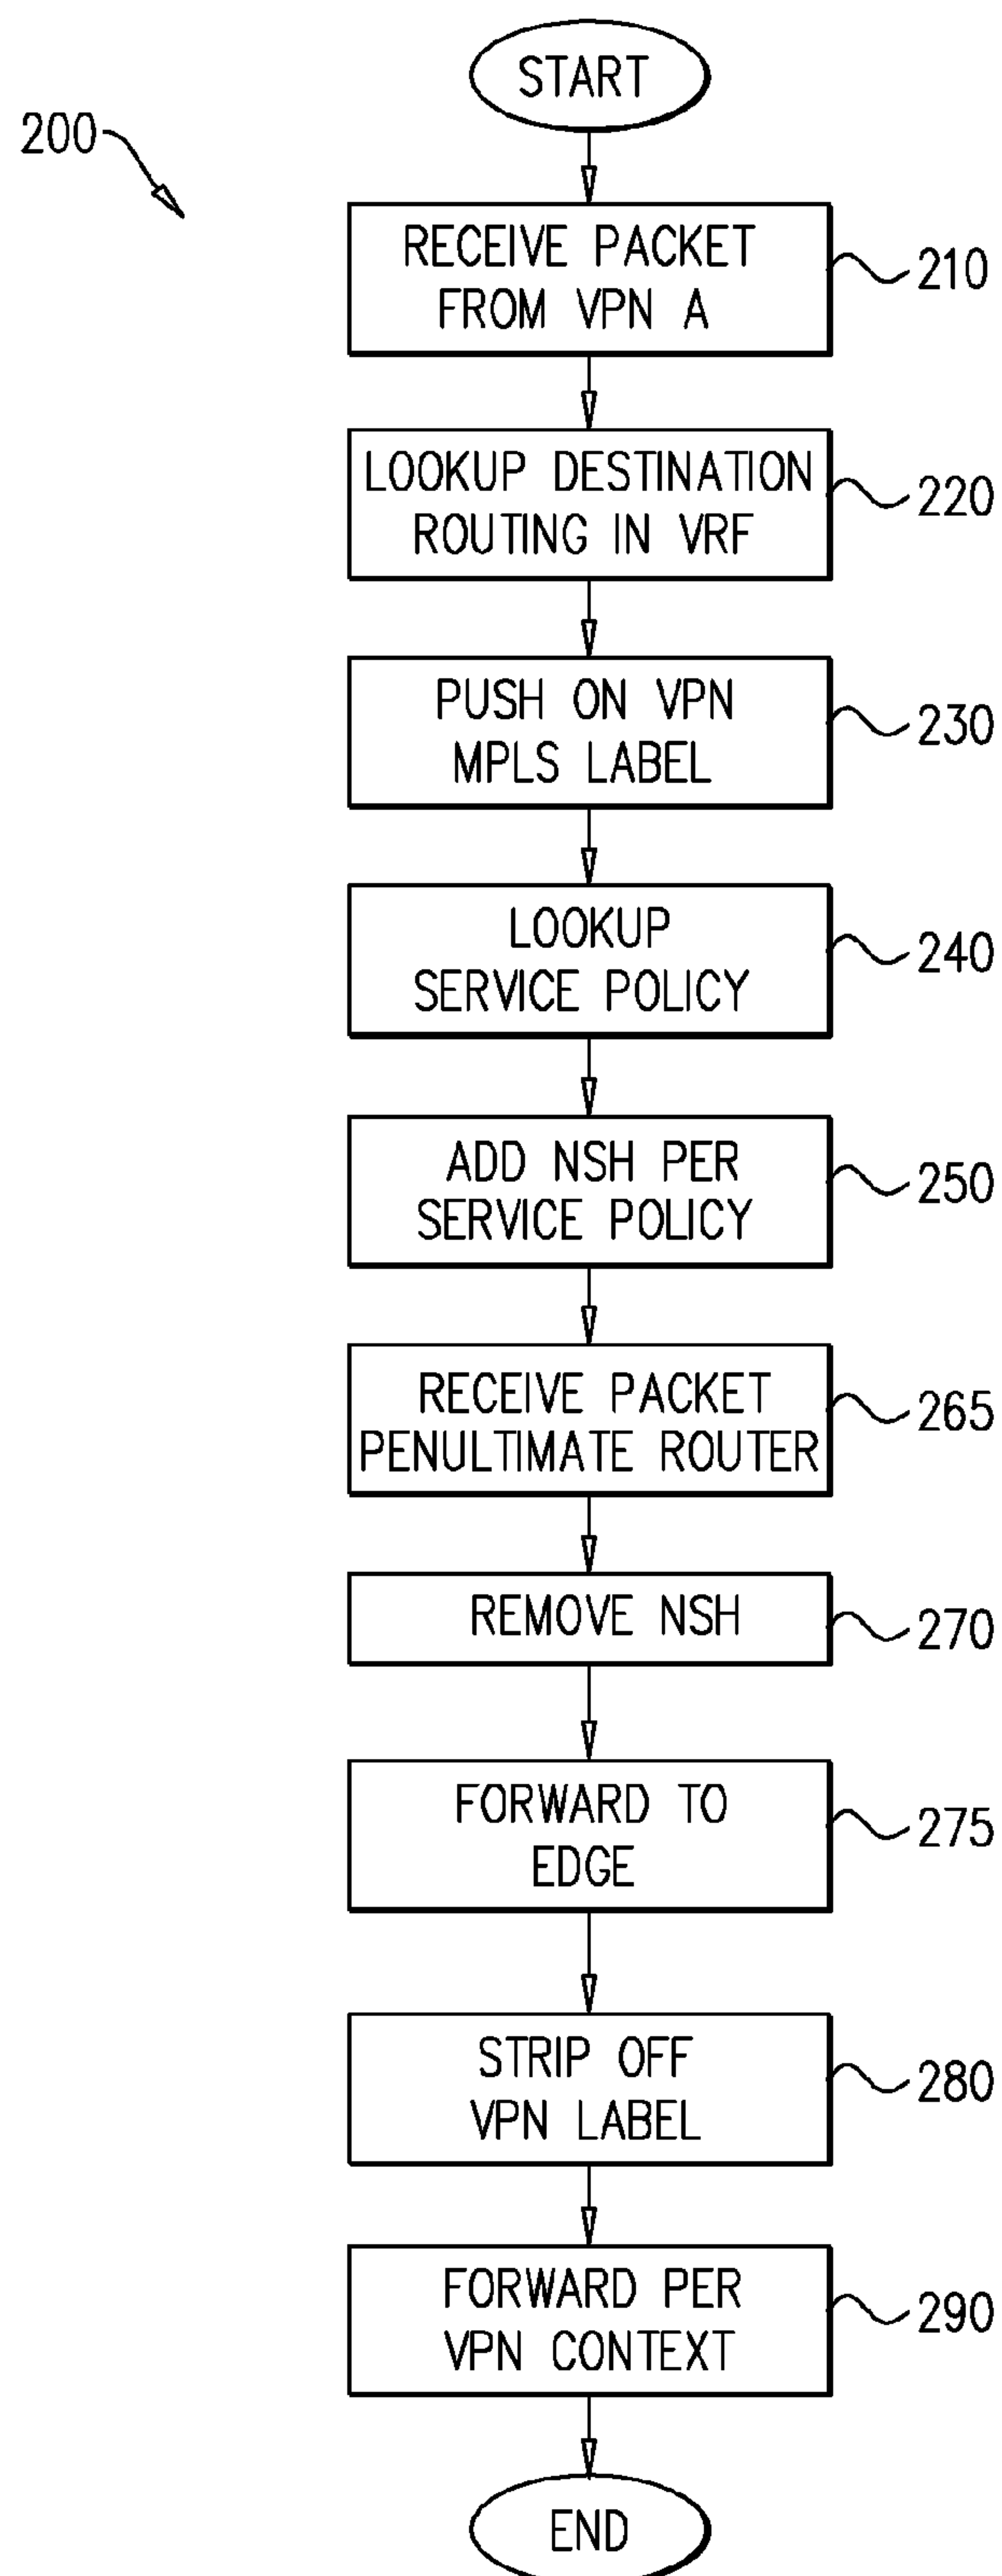 START
200
RECEIVE PACKET
FROM VPN A
210
LOOKUP DESTINATION
ROUTING IN VRF
220
PUSH ON VPN
MPLS LABEL
230
LOOKUP
SERVICE POLICY
240
ADD NSH PER
SERVICE POLICY
250
RECEIVE PACKET
PENULTIMATE ROUTER
265
REMOVE NSH
270
FORWARD TO
EDGE
275
STRIP OFF
VPN LABEL
280
FORWARD PER
VPN CONTEXT
290
END